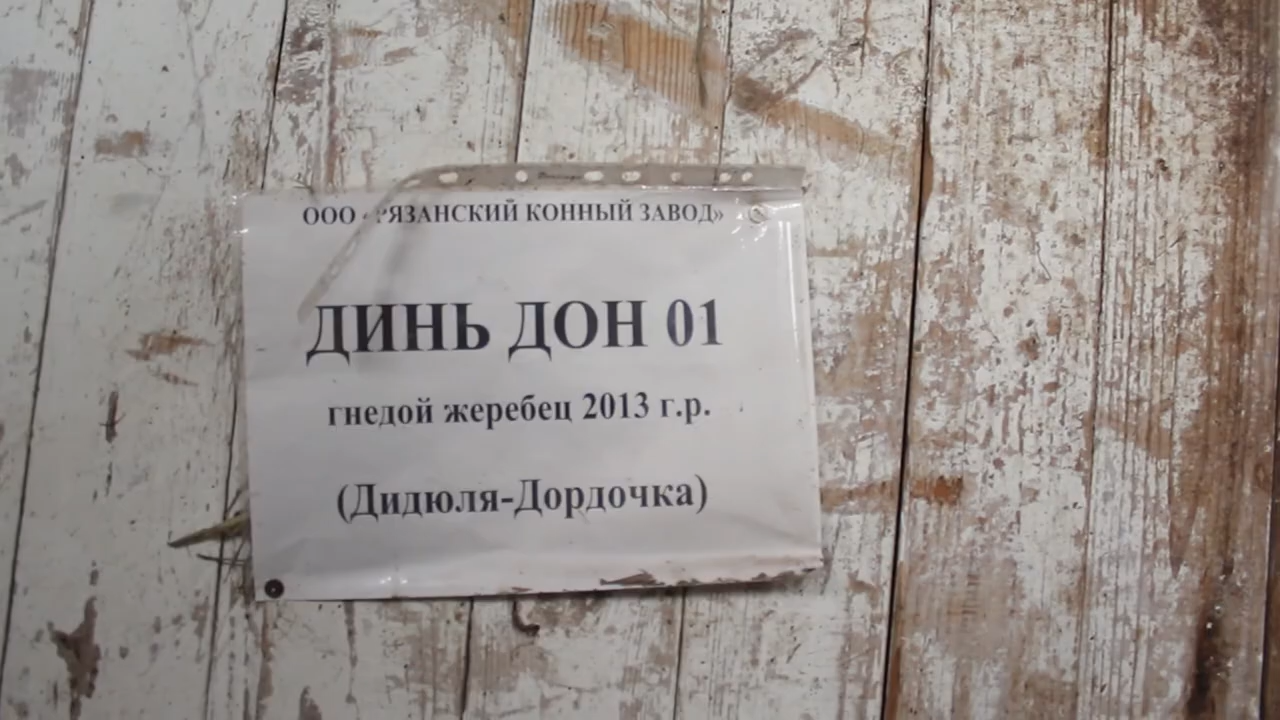 ООО «РЯЗАНСКИЙ КОННЫЙ ЗАВОД»
ДИНЬ ДОН 01
гнедой жеребец 2013 г.р.
(Дидюля-Дордочка)